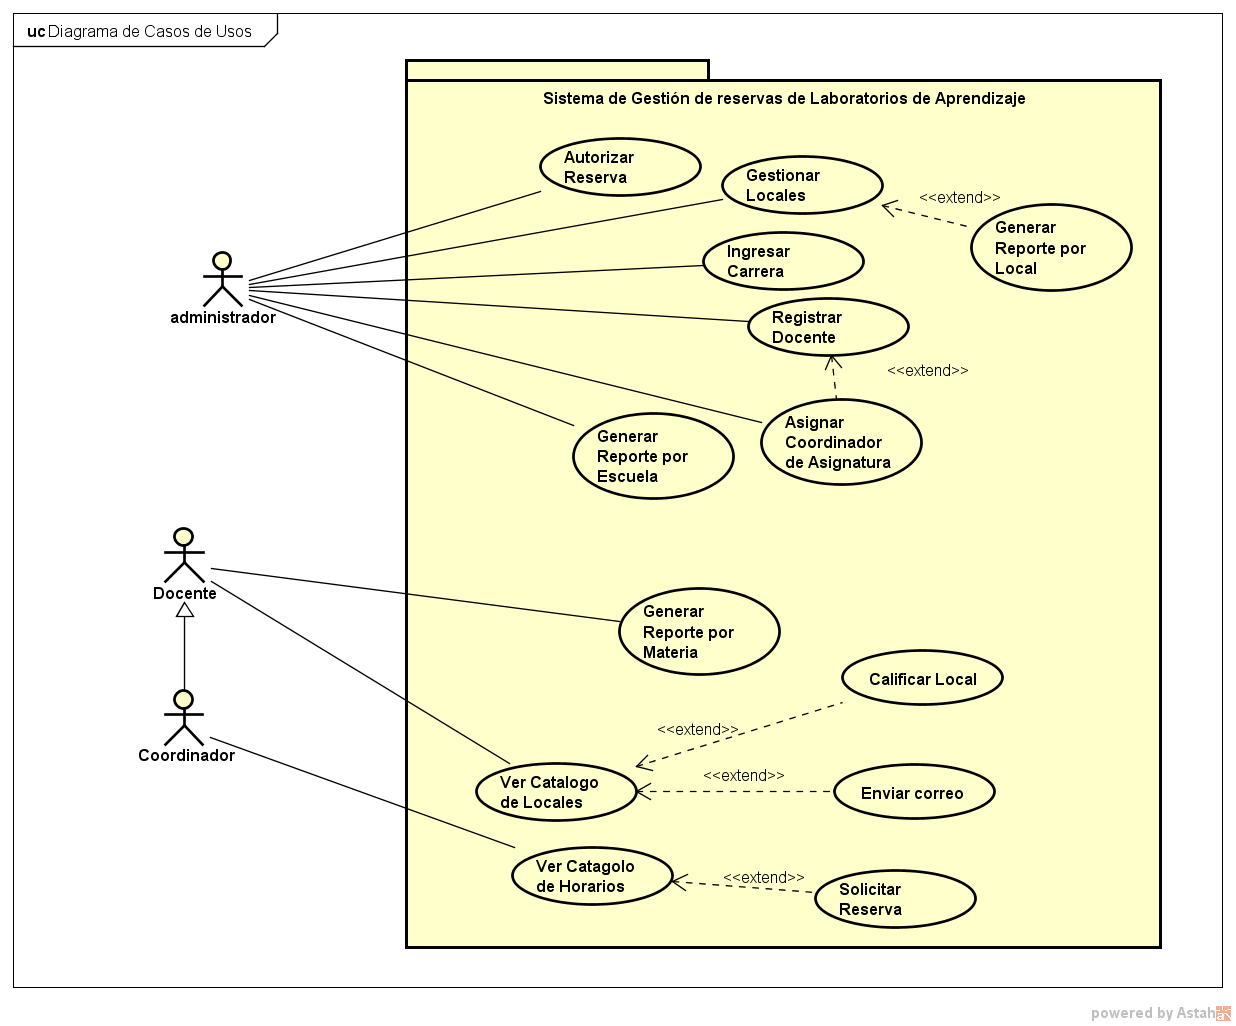 uc Diagrama de Casos de Usos
Sistema de Gestión de reservas de Laboratorios de Aprendizaje
Autorizar
Reserva
Gestionar
Locales
<<extend>>
Generar
Reporte por
Local
Ingresar
Carrera
administrador
Registrar
Docente
<<extend>>
Asignar
Coordinador
de Asignatura
Generar
Reporte por
Escuela
Docente
Generar
Reporte por
Materia
Calificar Local
<<extend>>
Coordinador
<<extend>>
Ver Catalogo
de Locales
Enviar correo
Ver Catagolo
de Horarios
<<extend>>
Solicitar
Reserva
powered by Astah